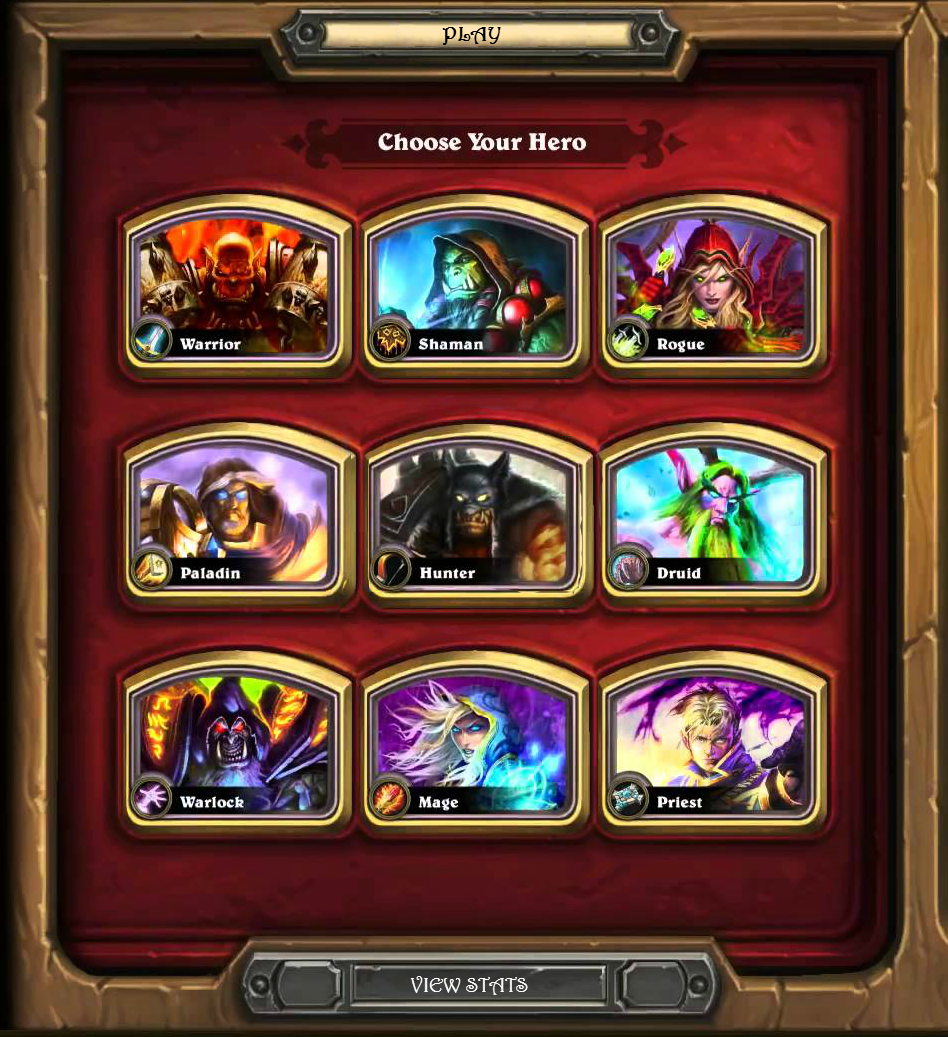 PLAY
Choose Your Hero
Warrior
Shaman
Rogue
Paladin
Hunter
Druid
Warlock
Mage
Priest
VIEW STATS